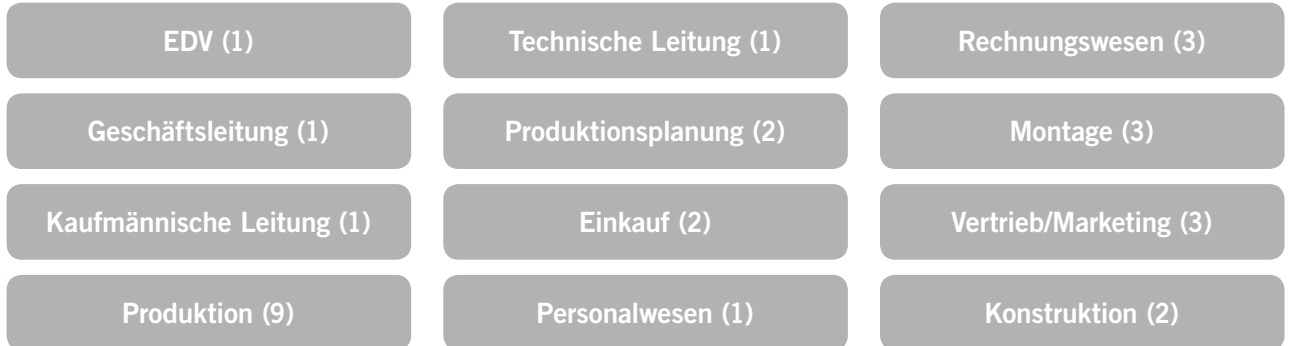 EDV (1)
Technische Leitung (1)
Rechnungswesen (3)
Geschäftsleitung (1)
Produktionsplanung (2)
Montage (3)
Kaufmännische Leitung (1)
Einkauf (2)
Vertrieb/Marketing (3)
Produktion (9)
Personalwesen (1)
Konstruktion (2)